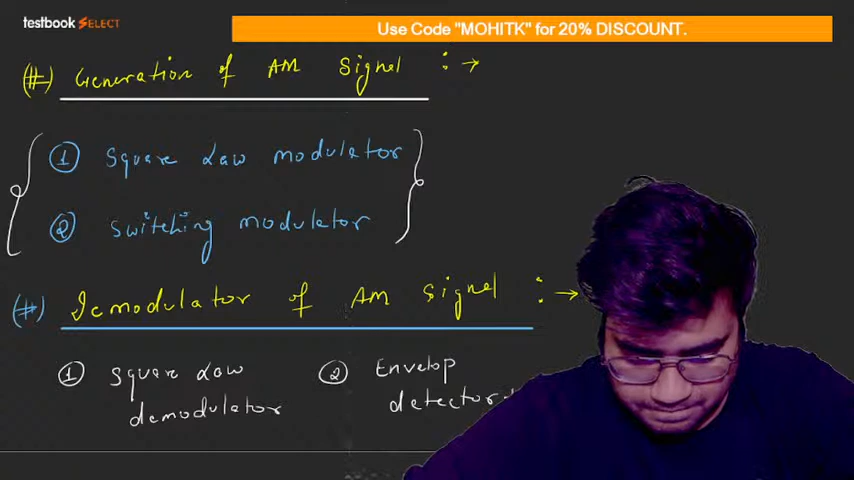 testbook SELECT
Use Code "MOHITK" for 20% DISCOUNT.
(#) Generation of AM Signal :→
① Square Law modulator
② Switching modulator
(#) Demodulator of AM Signal :→
① Square Law demodulator
② Envelop detector